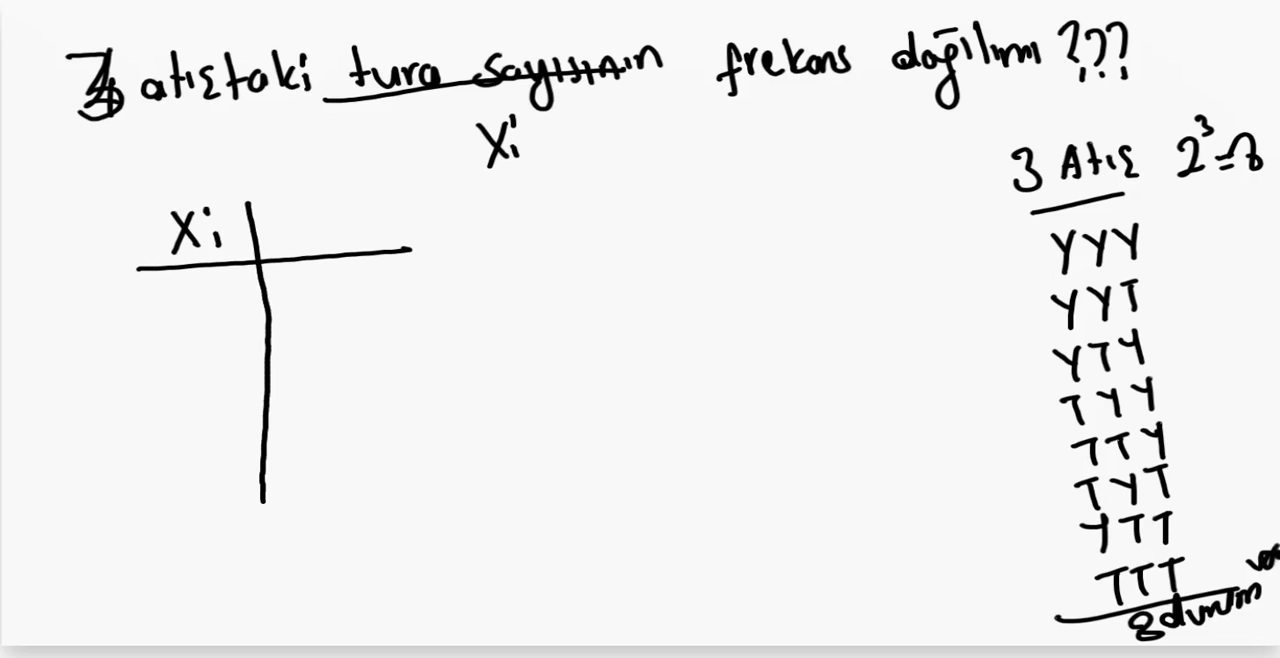 atıştaki tura sayısının frekans dağılımı ???
Xi
Xi
3 Atış 2³=8
YYY
YYT
YTY
TYY
TTY
TYT
YTT
TTT
8 durum var